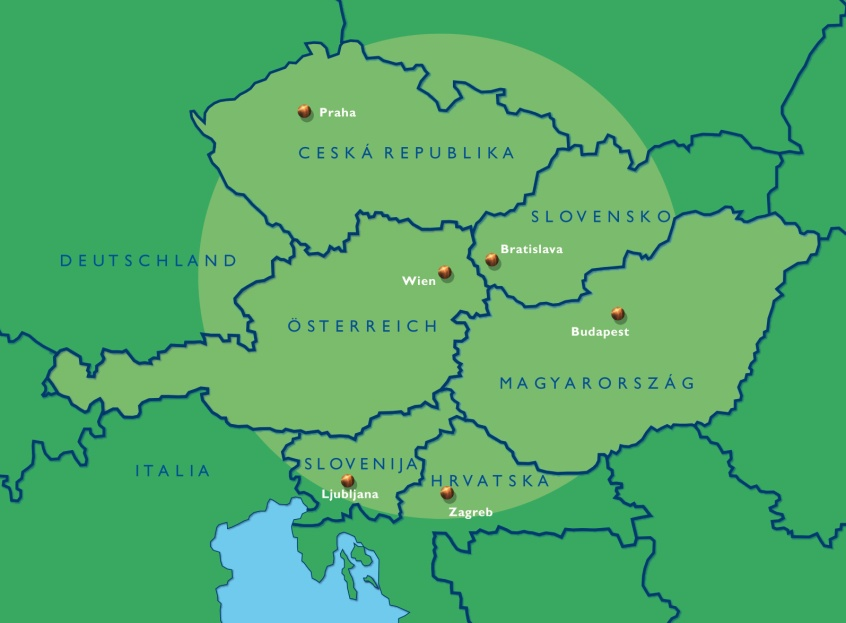 Praha
CESKÁ REPUBLIKA
SLOVENSKO
Bratislava
DEUTSCHLAND
Wien
ÖSTERREICH
Budapest
MAGYARORSZÁG
SLOVENIJA
ITALIA
HRVATSKA
Ljubljana
Zagreb